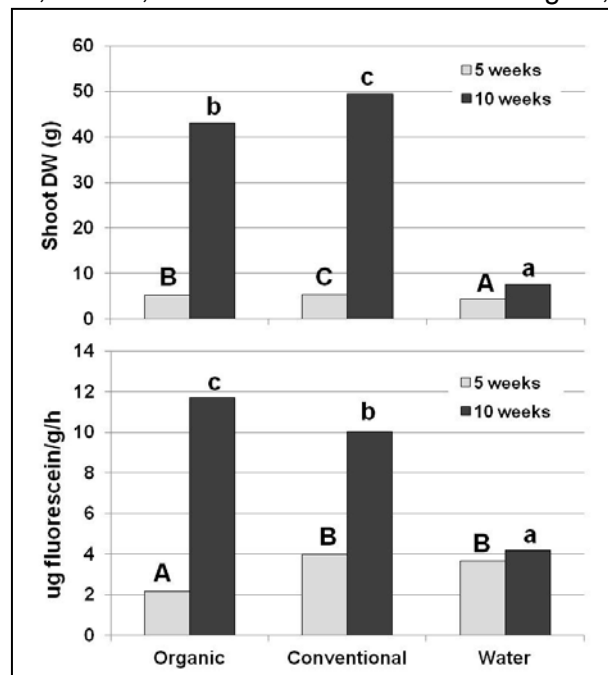 60
50
40
30
20
10
0
Shoot DW (g)
5 weeks
10 weeks
B
b
C
c
A
a
14
12
10
8
6
4
2
0
ug fluorescein/g/h
5 weeks
10 weeks
A
c
B
b
B
a
Organic Conventional Water